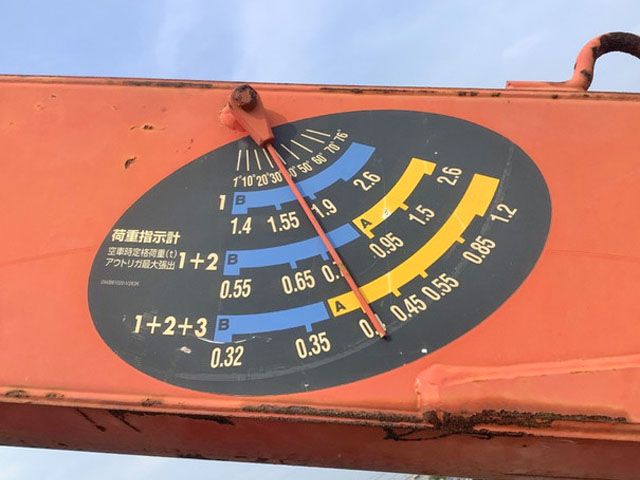 1° 10° 20° 30° 50° 60° 70° 76°
1 B
1.4 1.55 1.9 2.6
荷重指示計
空車時定格荷重(t)
アウトリガ最大張出
1+2 B A
0.55 0.65 0.95 1.5 2.6
1+2+3 B A
0.32 0.35 0.45 0.55 0.85 1.2